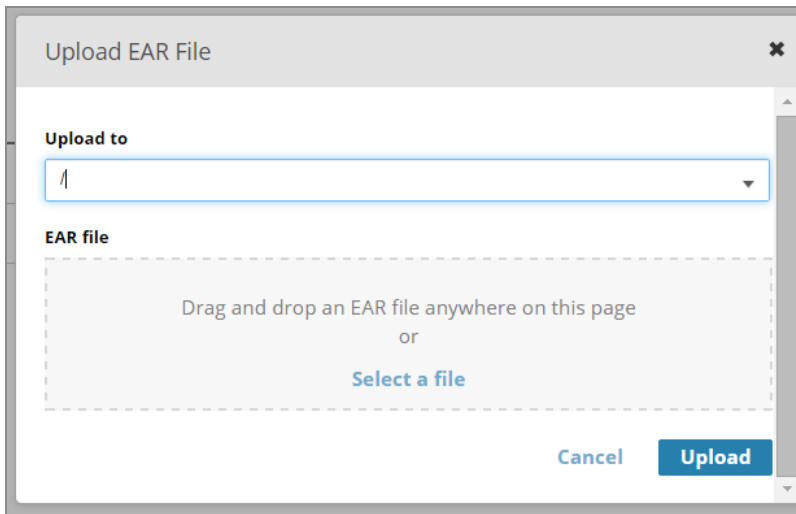 Upload EAR File
Upload to
/
EAR file
Drag and drop an EAR file anywhere on this page
or
Select a file
Cancel Upload